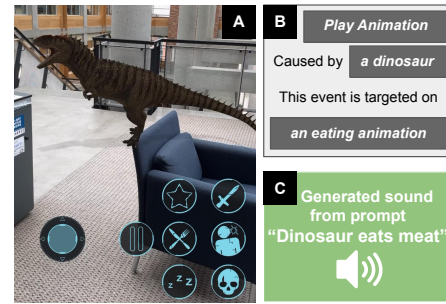 A
B
Play Animation
Caused by a dinosaur
This event is targeted on
an eating animation
C
Generated sound
from prompt
“Dinosaur eats meat”
z z z